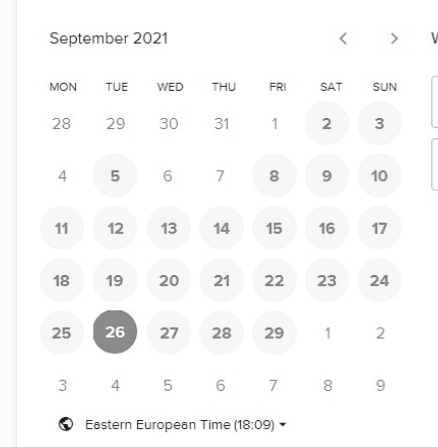 September 2021
MON TUE WED THU FRI SAT SUN
28 29 30 31 1 2 3
4 5 6 7 8 9 10
11 12 13 14 15 16 17
18 19 20 21 22 23 24
25 26 27 28 29 1 2
3 4 5 6 7 8 9
Eastern European Time (18:09)